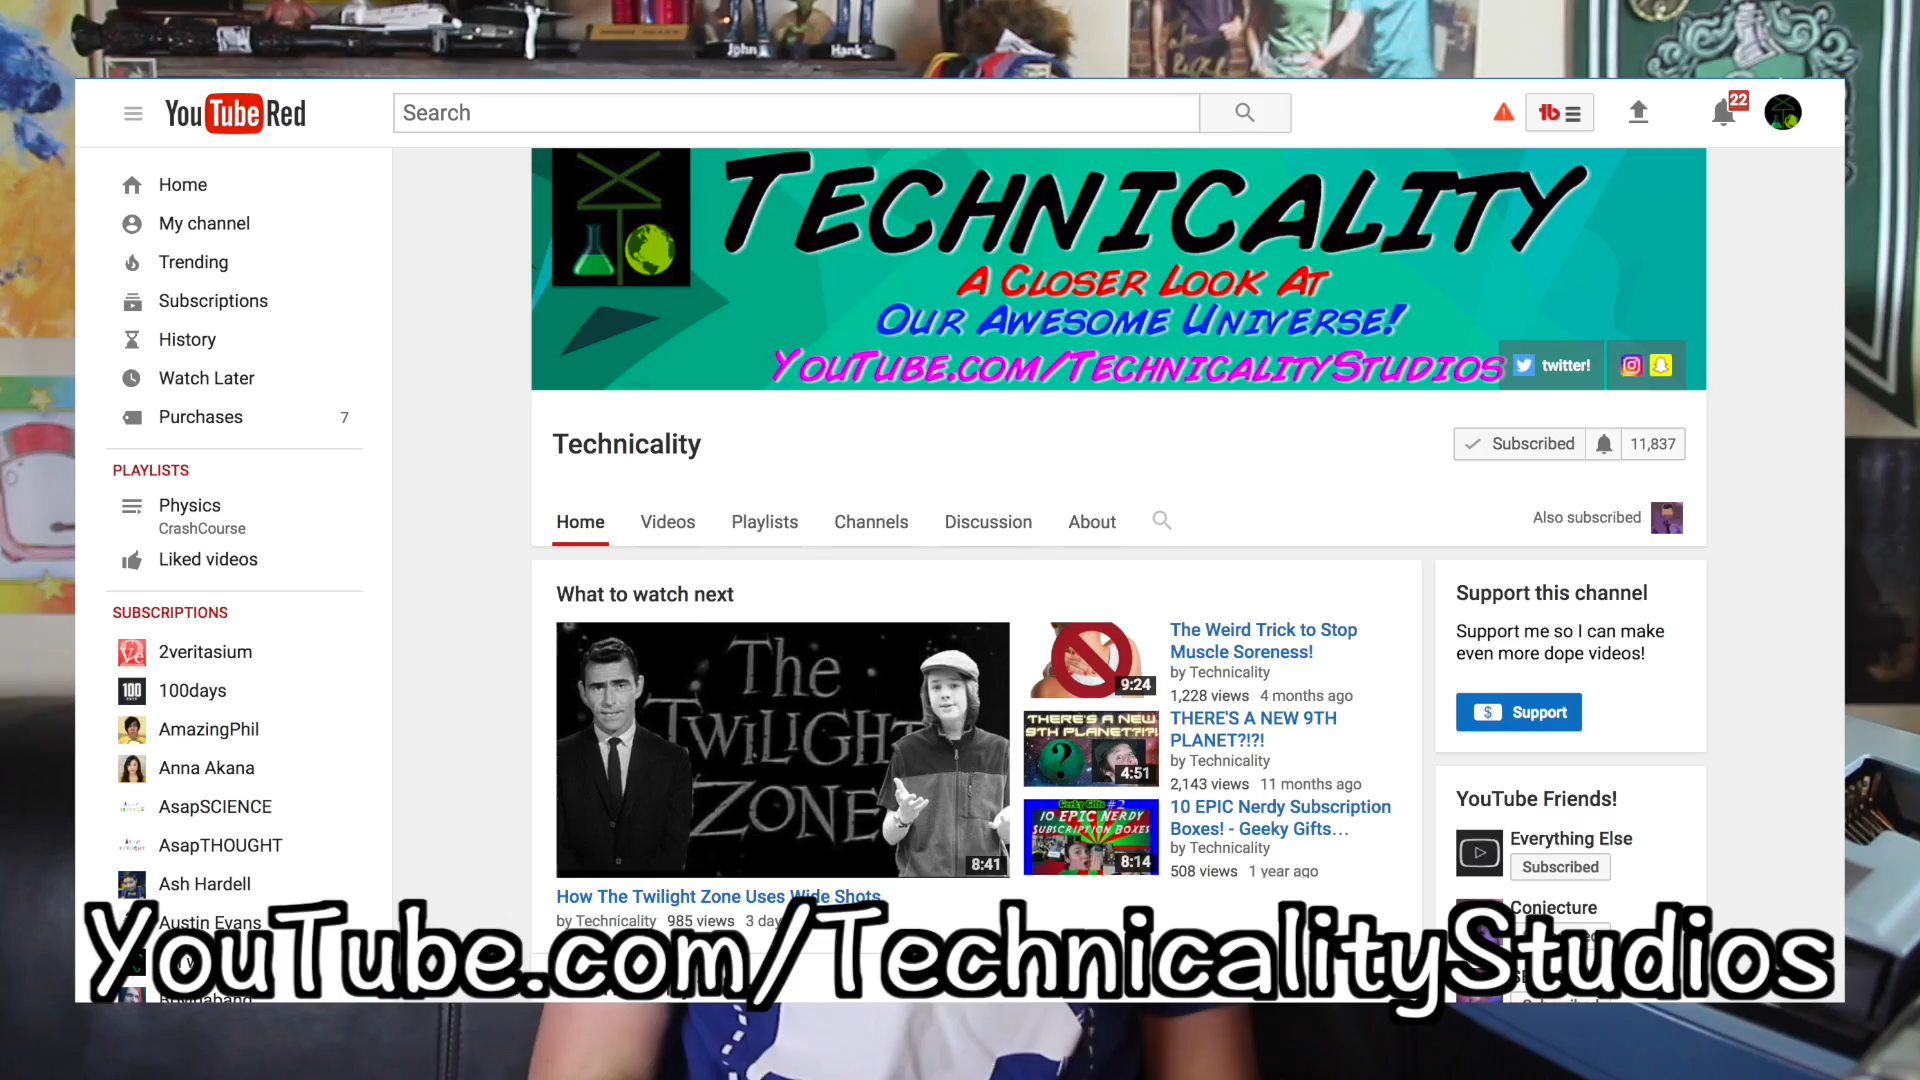 John
Hank
YouTube Red
Search
22
Home
My channel
Trending
Subscriptions
History
Watch Later
Purchases 7
PLAYLISTS
Physics
CrashCourse
Liked videos
SUBSCRIPTIONS
2veritasium
100days
AmazingPhil
Anna Akana
AsapSCIENCE
AsapTHOUGHT
Ash Hardell
Austin Evans
TECHNICALITY
A CLOSER LOOK AT
OUR AWESOME UNIVERSE!
YOUTUBE.COM/TECHNICALITYSTUDIOS
twitter!
Technicality
Subscribed 11,837
Home Videos Playlists Channels Discussion About
Also subscribed
What to watch next
The
TWILIGHT
ZONE
8:41
How The Twilight Zone Uses Wide Shots
by Technicality 985 views 3
9:24
The Weird Trick to Stop
Muscle Soreness!
by Technicality
1,228 views 4 months ago
THERE'S A NEW
9TH PLANET?!?!
4:51
THERE'S A NEW 9TH
PLANET?!?!
by Technicality
2,143 views 11 months ago
Geeky Gifts #2
10 EPIC NERDY
SUBSCRIPTION BOXES
8:14
10 EPIC Nerdy Subscription
Boxes! - Geeky Gifts...
by Technicality
508 views 1 year ago
Support this channel
Support me so I can make
even more dope videos!
$ Support
YouTube Friends!
Everything Else
Subscribed
Conjecture
YouTube.com/TechnicalityStudios